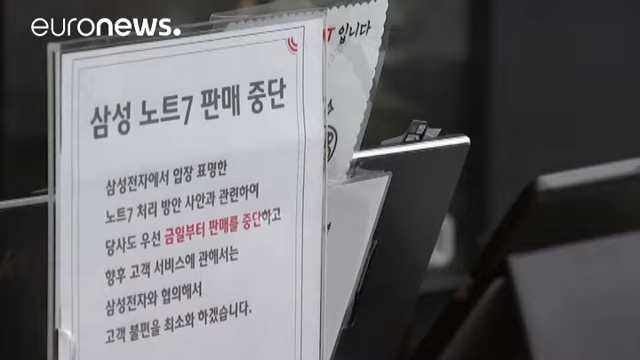 euronews.
AT 입니다
삼성 노트7 판매 중단
삼성전자에서 입장 표명한
노트7 처리 방안 사안과 관련하여
당사도 우선 금일부터 판매를 중단하고
향후 고객 서비스에 관해서는
삼성전자와 협의해서
고객 불편을 최소화 하겠습니다.